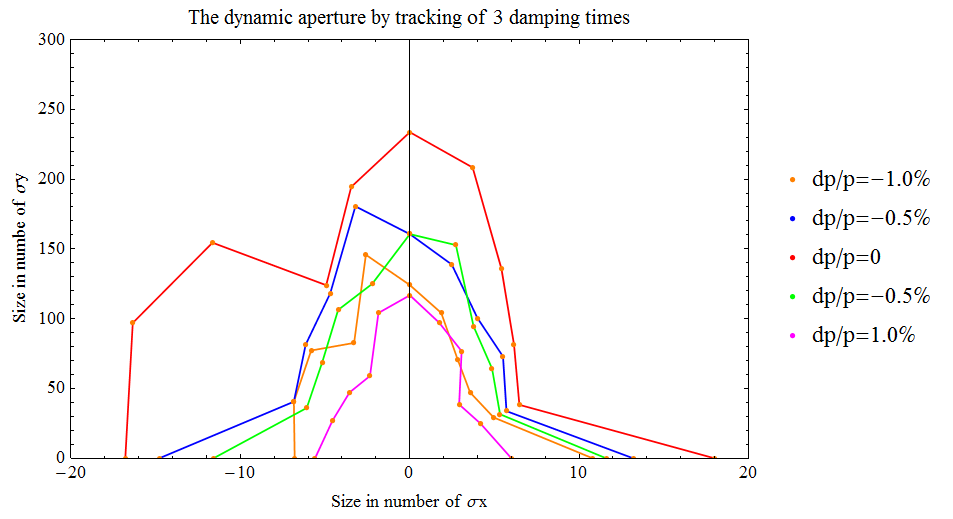 The dynamic aperture by tracking of 3 damping times
300
250
200
150
100
50
0
Size in numbe of σy
−20
−10
0
10
20
Size in number of σx
dp/p=−1.0%
dp/p=−0.5%
dp/p=0
dp/p=−0.5%
dp/p=1.0%